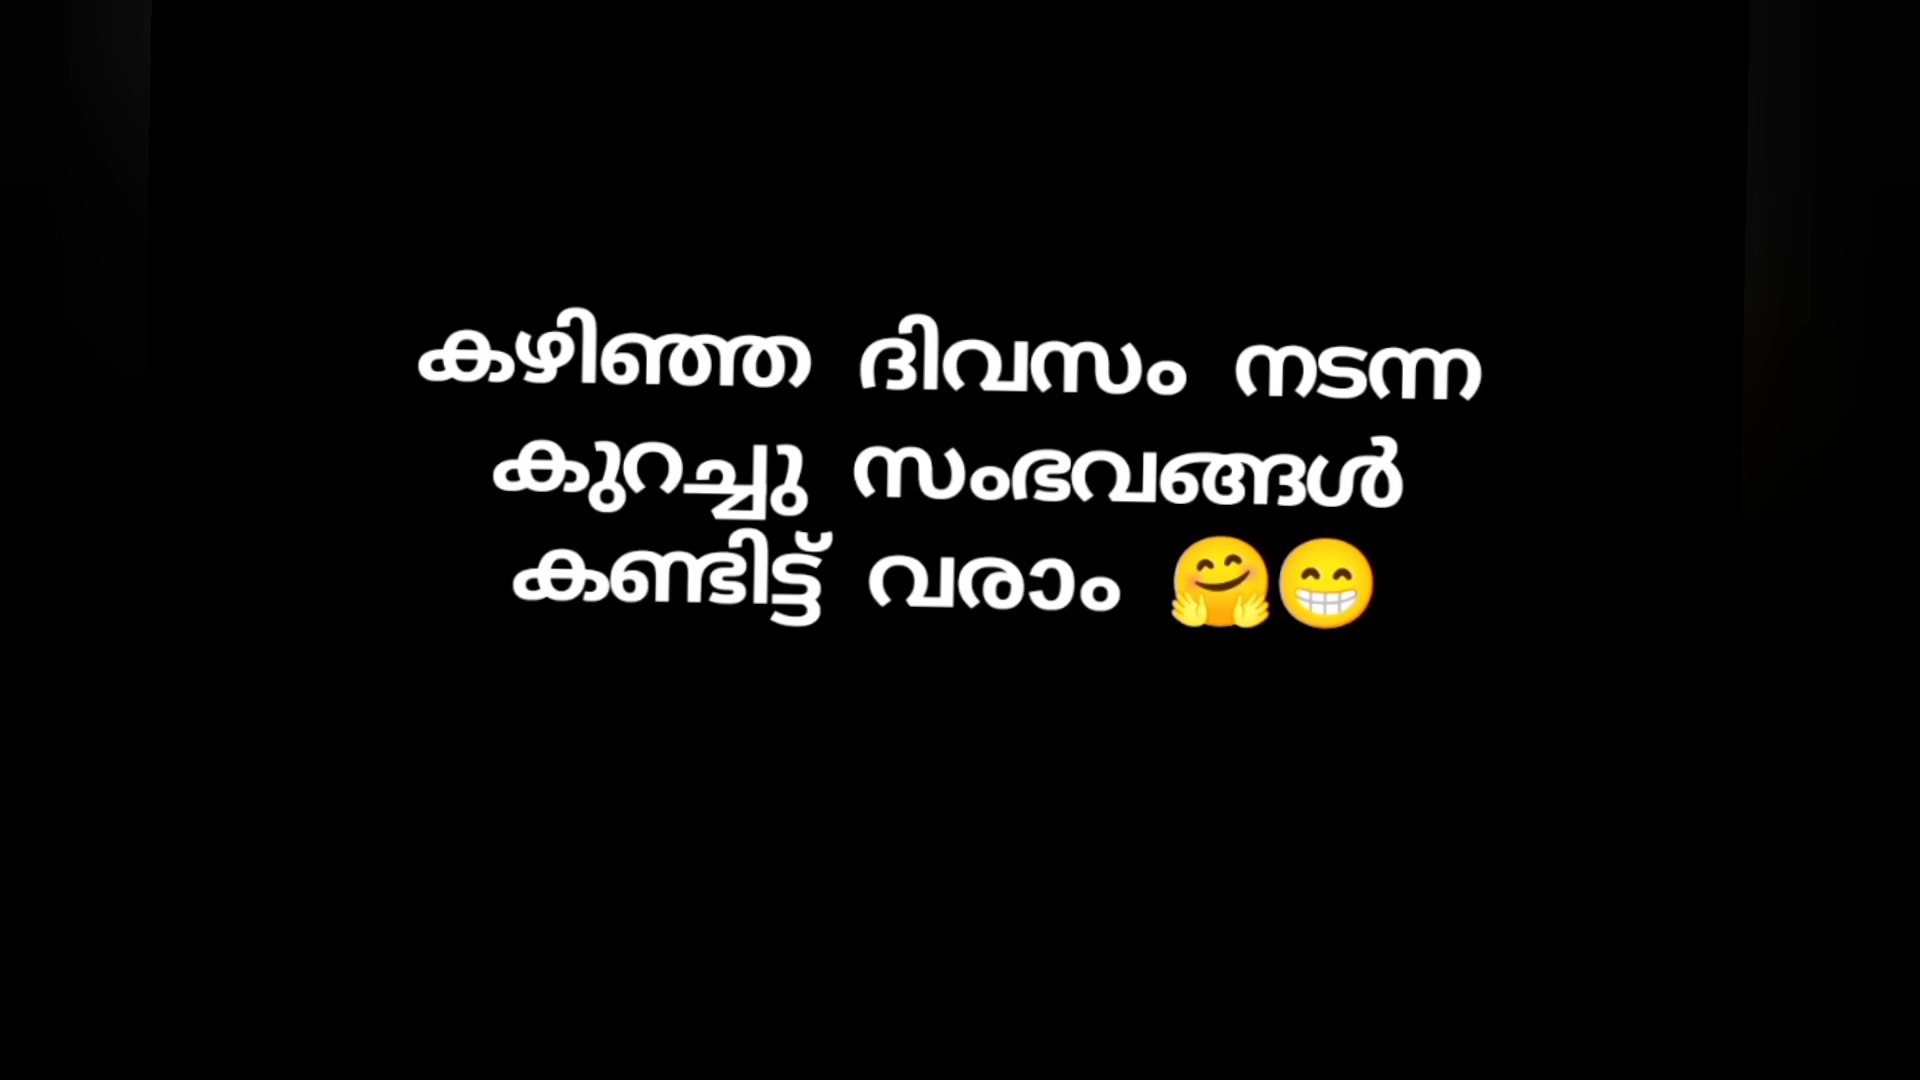 കഴിഞ്ഞ ദിവസം നടന്ന
കുറച്ചു സംഭവങ്ങൾ
കണ്ടിട്ട് വരാം 🤗😁